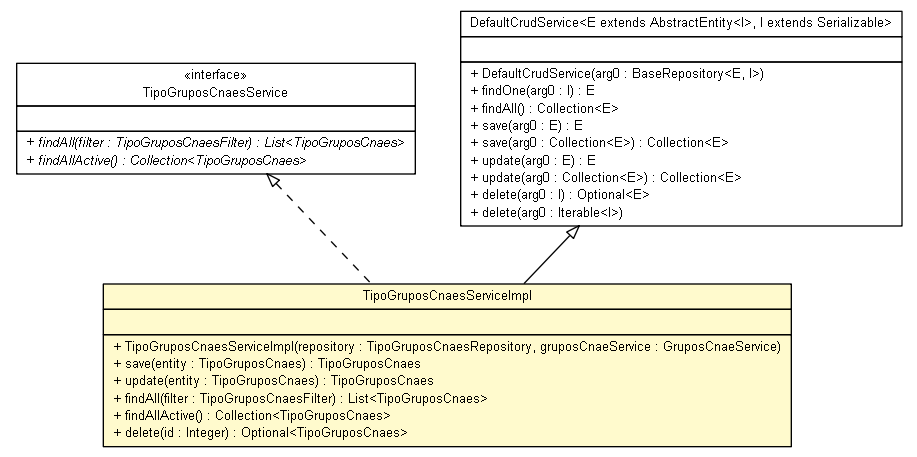 «interface»
TipoGruposCnaesService
+ findAll(filter : TipoGruposCnaesFilter) : List<TipoGruposCnaes>
+ findAllActive() : Collection<TipoGruposCnaes>
DefaultCrudService<E extends AbstractEntity<I>, I extends Serializable>
+ DefaultCrudService(arg0 : BaseRepository<E, I>)
+ findOne(arg0 : I) : E
+ findAll() : Collection<E>
+ save(arg0 : E) : E
+ save(arg0 : Collection<E>) : Collection<E>
+ update(arg0 : E) : E
+ update(arg0 : Collection<E>) : Collection<E>
+ delete(arg0 : I) : Optional<E>
+ delete(arg0 : Iterable<I>)
TipoGruposCnaesServiceImpl
+ TipoGruposCnaesServiceImpl(repository : TipoGruposCnaesRepository, gruposCnaeService : GruposCnaeService)
+ save(entity : TipoGruposCnaes) : TipoGruposCnaes
+ update(entity : TipoGruposCnaes) : TipoGruposCnaes
+ findAll(filter : TipoGruposCnaesFilter) : List<TipoGruposCnaes>
+ findAllActive() : Collection<TipoGruposCnaes>
+ delete(id : Integer) : Optional<TipoGruposCnaes>